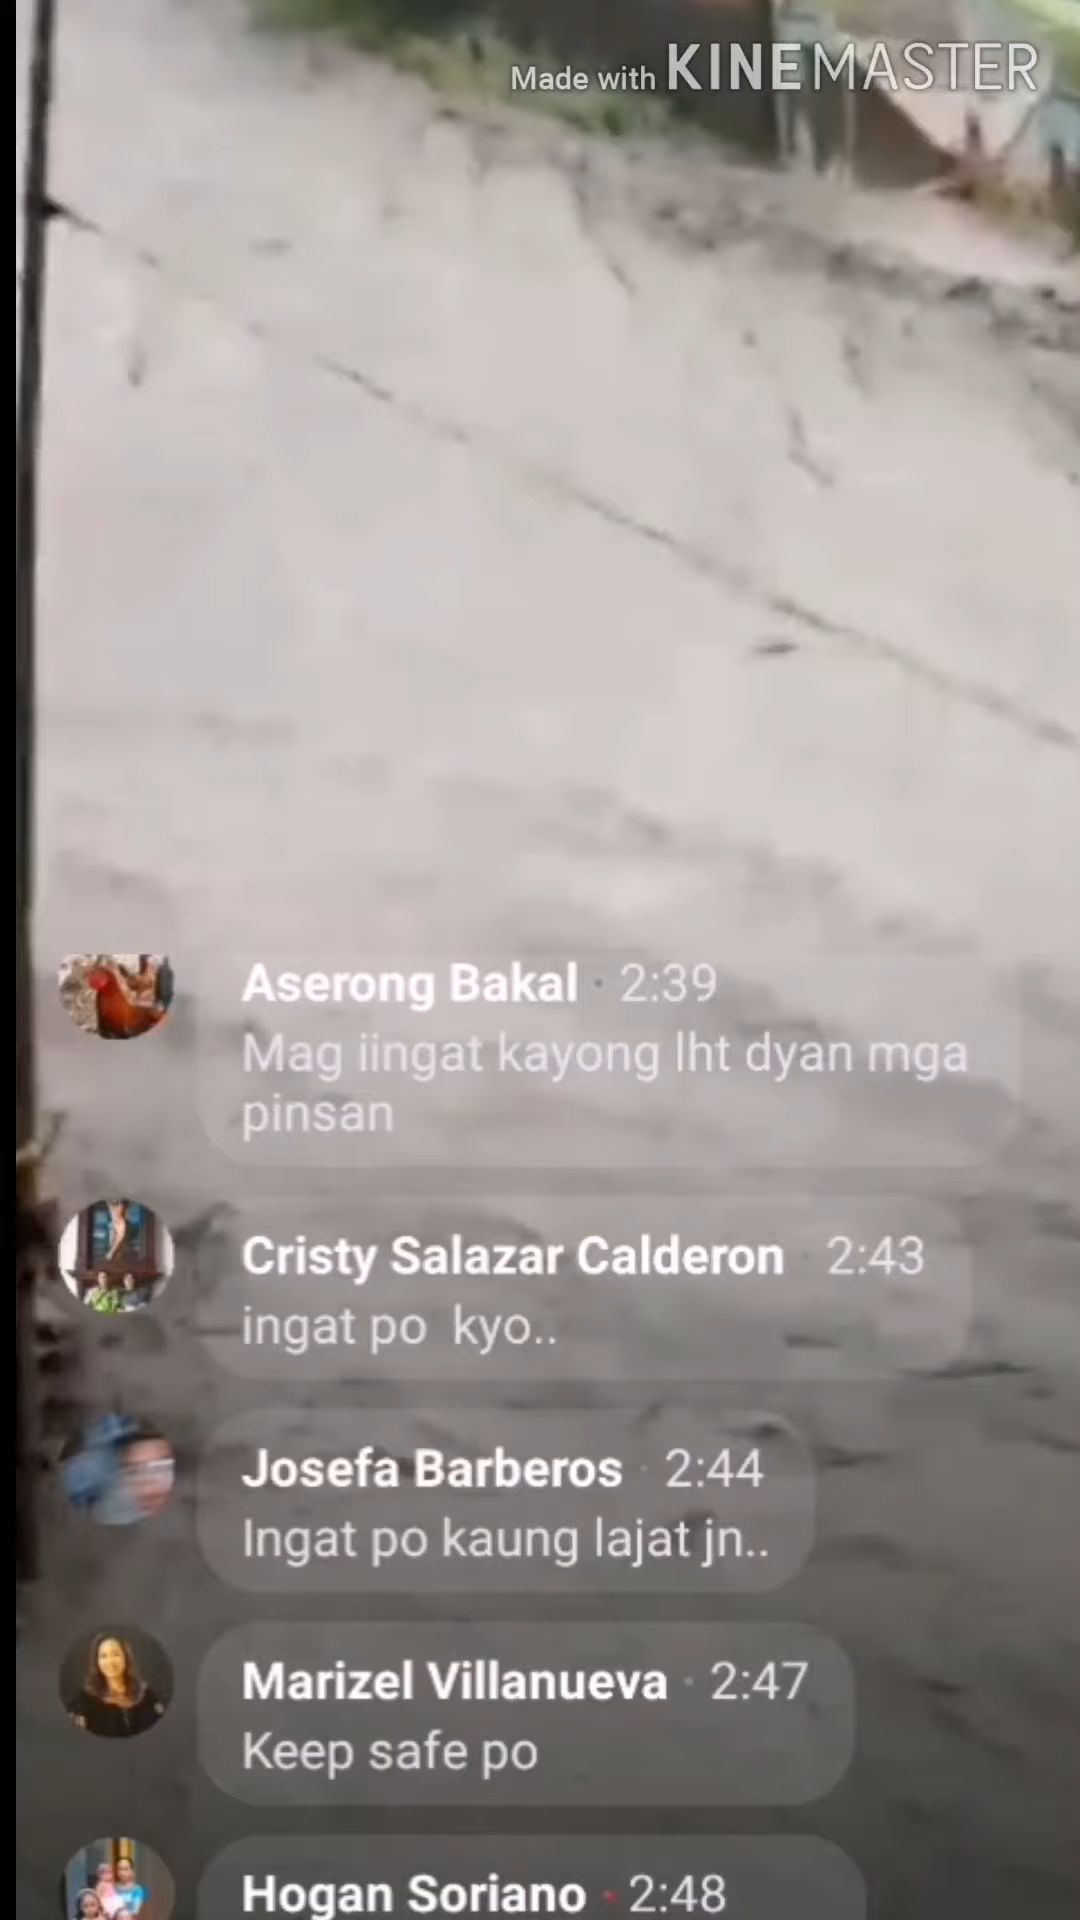 Made with KINEMASTER
Aserong Bakal · 2:39
Mag iingat kayong lht dyan mga
pinsan
Cristy Salazar Calderon · 2:43
ingat po kyo..
Josefa Barberos · 2:44
Ingat po kaung lajat jn..
Marizel Villanueva · 2:47
Keep safe po
Hogan Soriano · 2:48